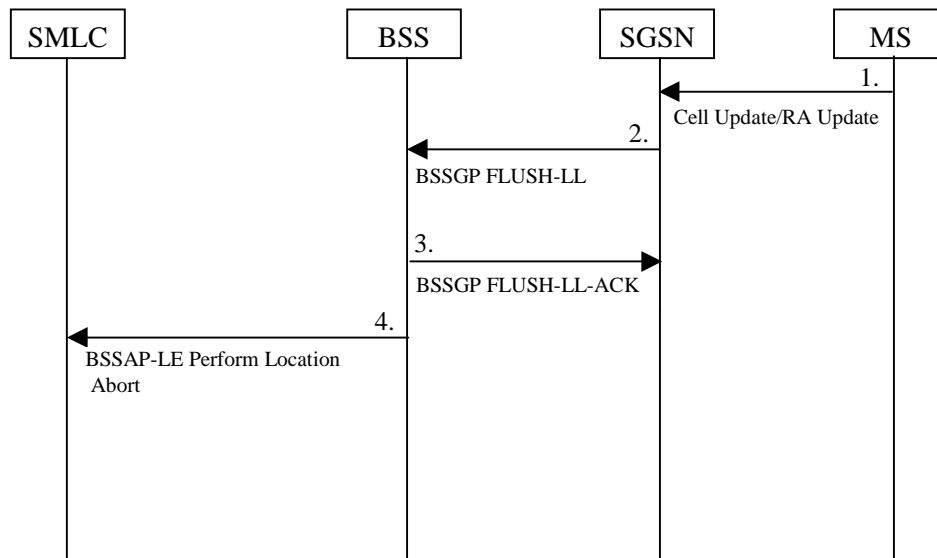 SMLC
BSS
SGSN
MS
1.
Cell Update/RA Update
2.
BSSGP FLUSH-LL
3.
BSSGP FLUSH-LL-ACK
4.
BSSAP-LE Perform Location
Abort